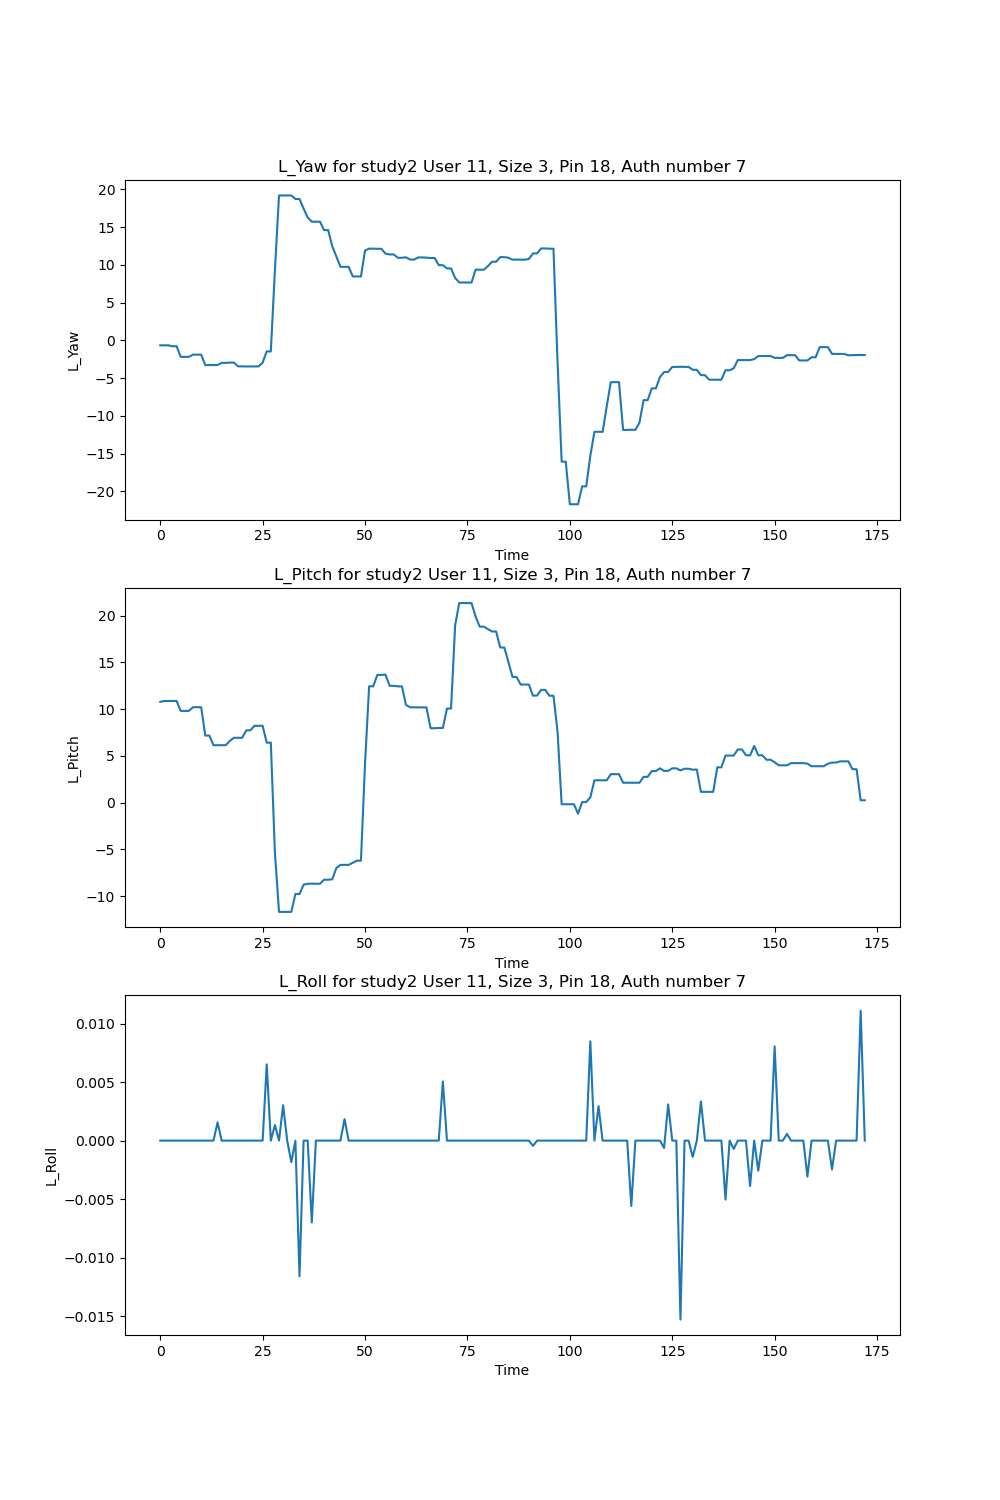 L_Yaw for study2 User 11, Size 3, Pin 18, Auth number 7
20
15
10
5
0
−5
−10
−15
−20
L_Yaw
0 25 50 75 100 125 150 175
Time
L_Pitch for study2 User 11, Size 3, Pin 18, Auth number 7
20
15
10
5
0
−5
−10
L_Pitch
0 25 50 75 100 125 150 175
Time
L_Roll for study2 User 11, Size 3, Pin 18, Auth number 7
0.010
0.005
0.000
−0.005
−0.010
−0.015
L_Roll
0 25 50 75 100 125 150 175
Time